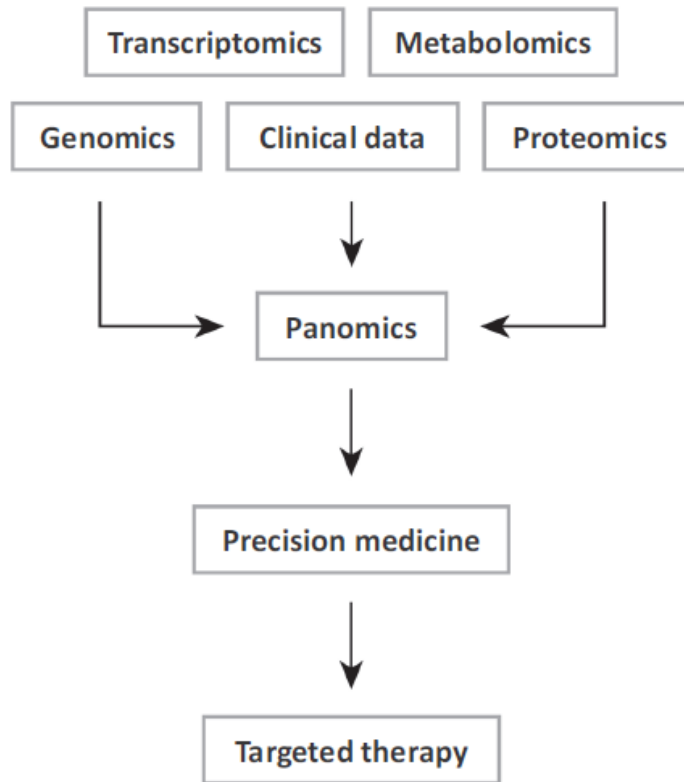 Transcriptomics
Metabolomics
Genomics
Clinical data
Proteomics
Panomics
Precision medicine
Targeted therapy